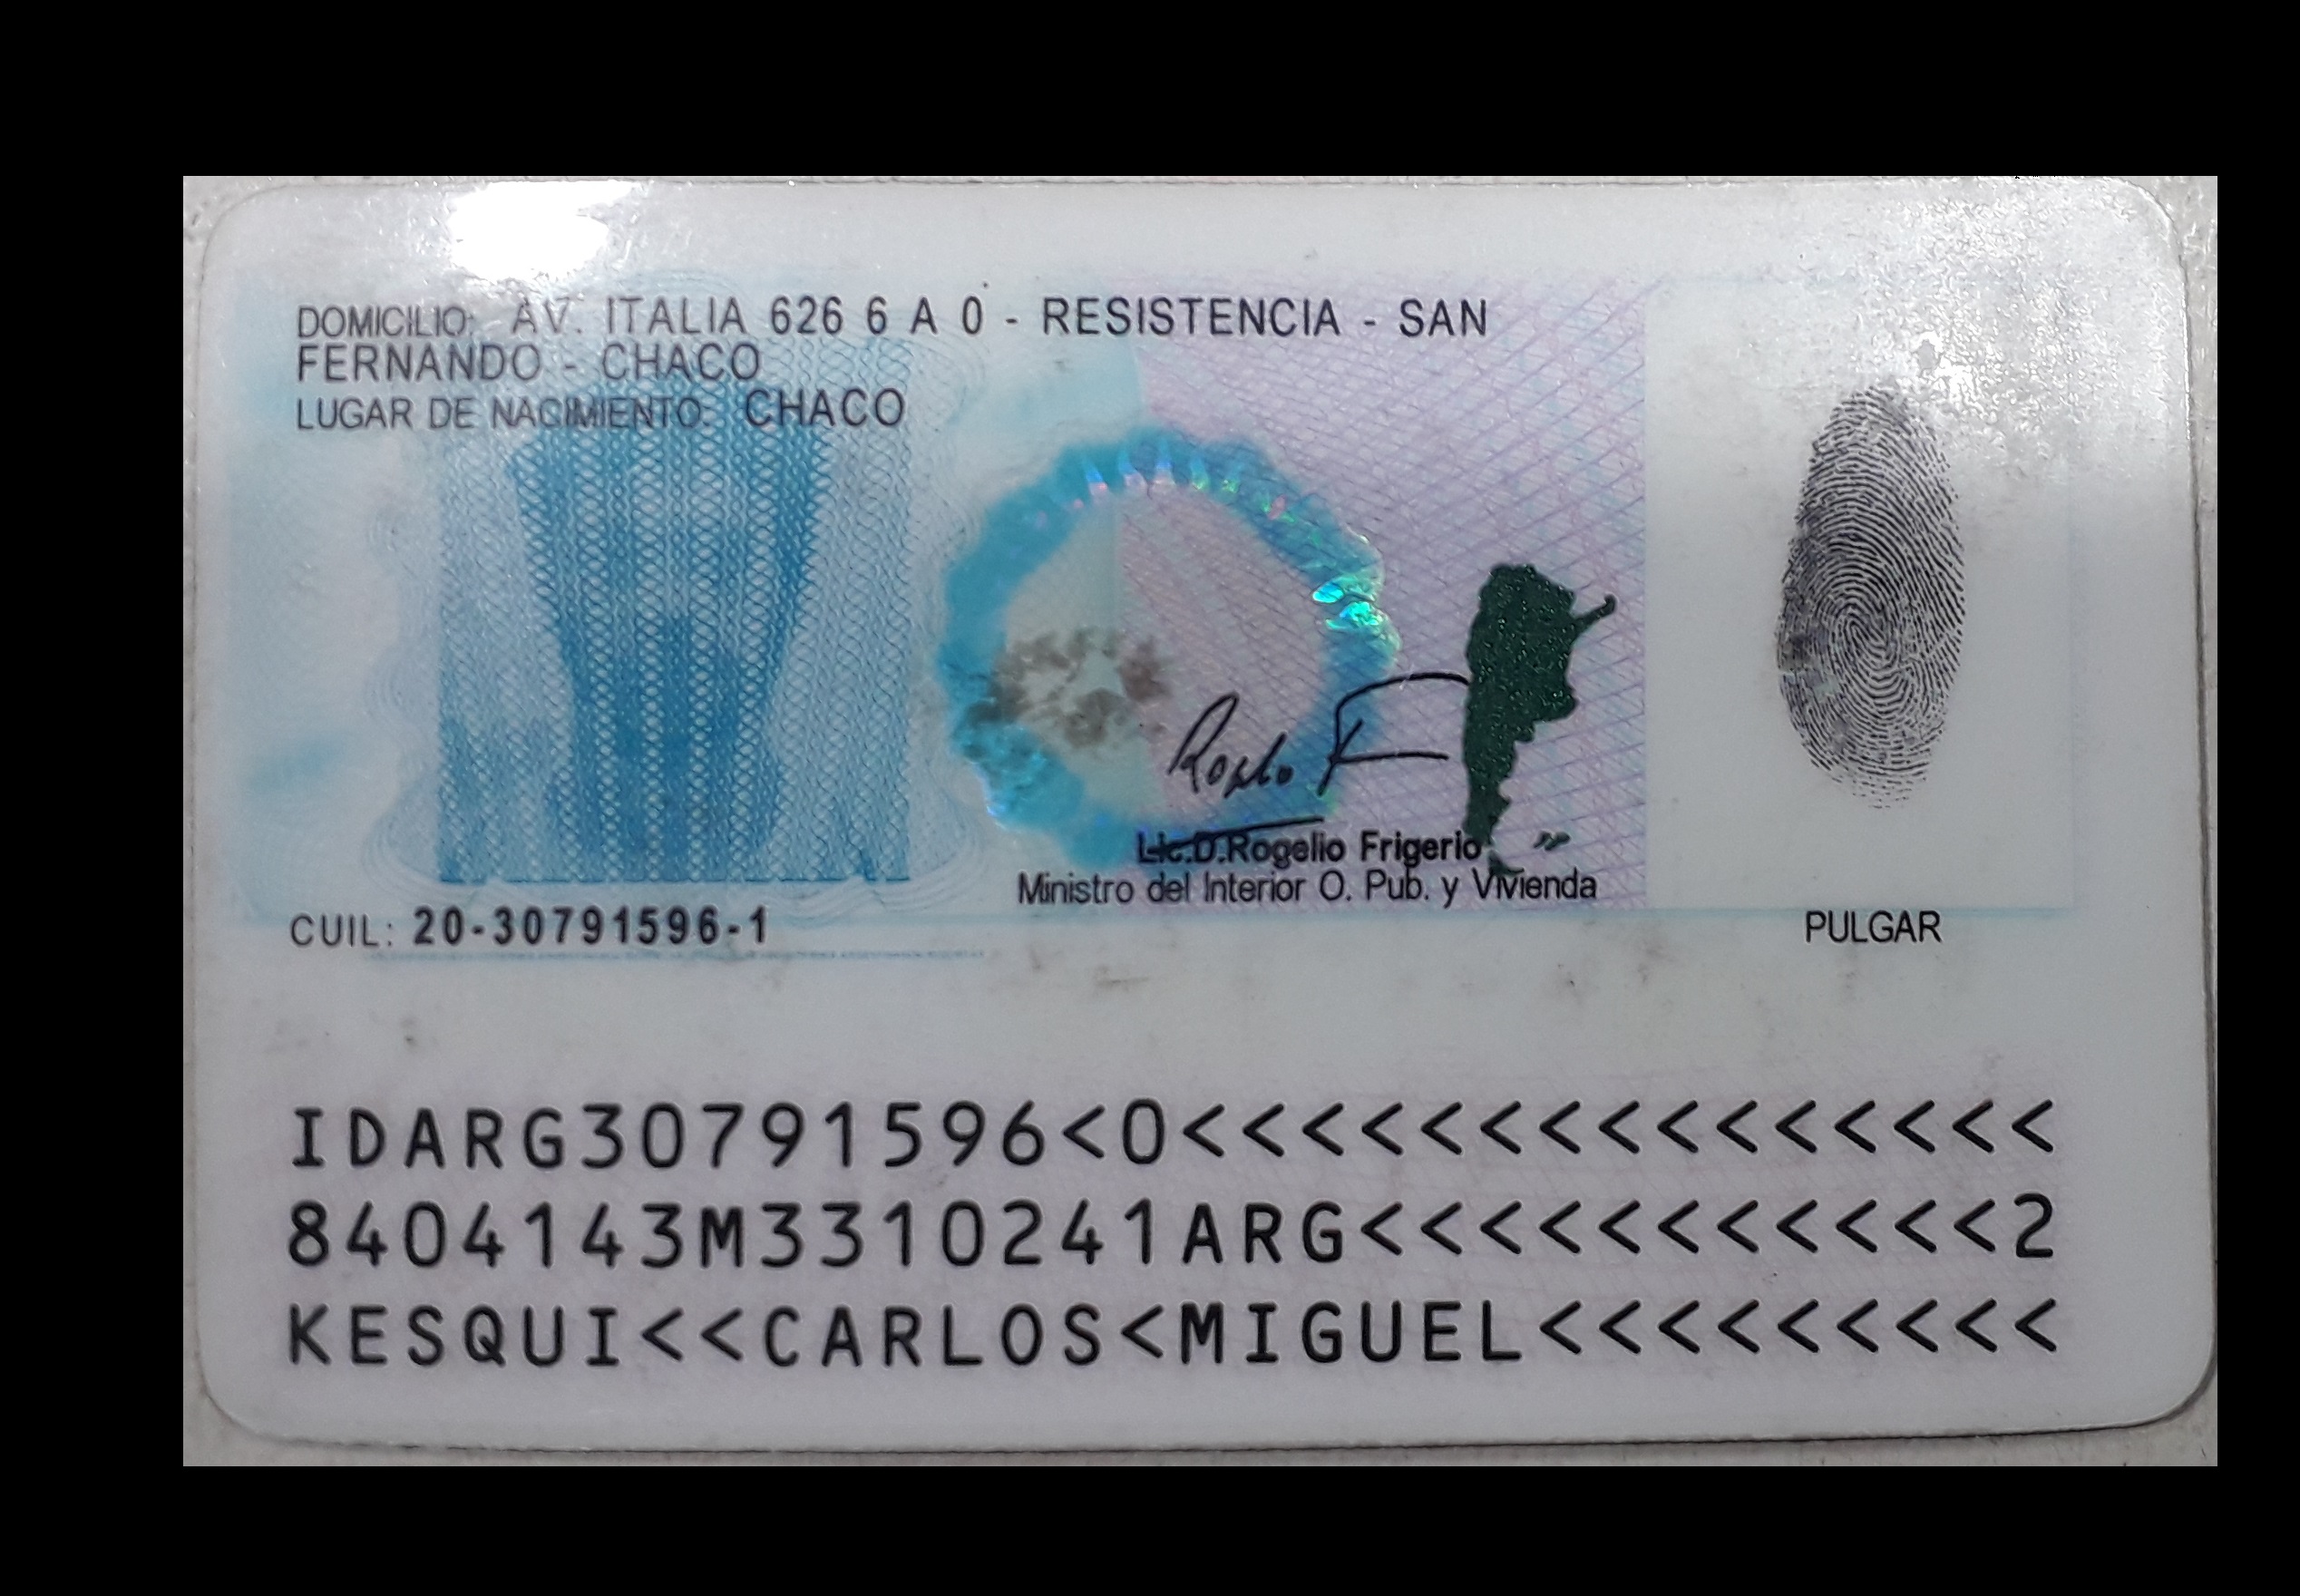 DOMICILIO: AV. ITALIA 626 6 A 0 - RESISTENCIA - SAN
FERNANDO - CHACO
LUGAR DE NACIMIENTO: CHACO
Lic.D.Rogelio Frigerio
Ministro del Interior O. Pub. y Vivienda
CUIL: 20-30791596-1
PULGAR
IDARG30791596<0<<<<<<<<<<<<<<<
8404143M3310241ARG<<<<<<<<<<<2
KESQUI<<CARLOS<MIGUEL<<<<<<<<<